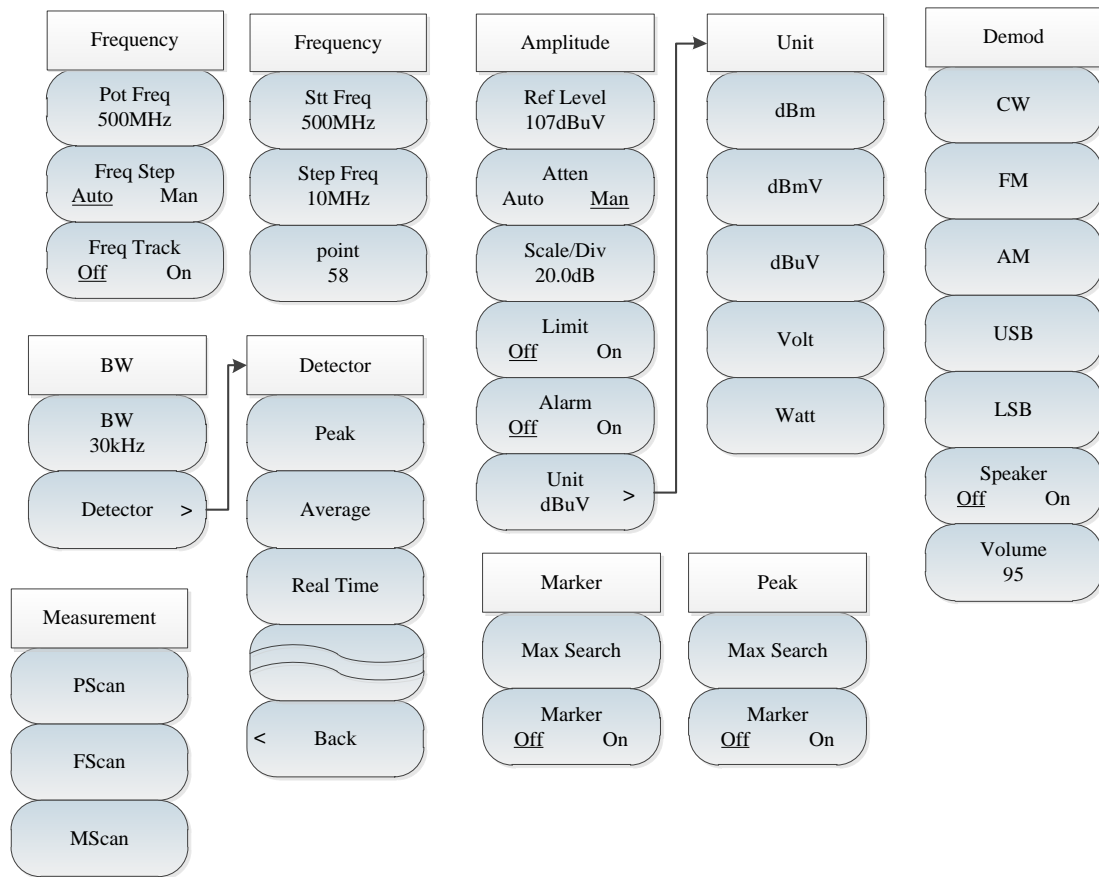 Frequency
Pot Freq
500MHz
Freq Step
Auto Man
Freq Track
Off On
Frequency
Stt Freq
500MHz
Step Freq
10MHz
point
58
Amplitude
Ref Level
107dBuV
Atten
Auto Man
Scale/Div
20.0dB
Limit
Off On
Alarm
Off On
Unit
dBuV >
Unit
dBm
dBmV
dBuV
Volt
Watt
Demod
CW
FM
AM
USB
LSB
Speaker
Off On
Volume
95
BW
BW
30kHz
Detector >
Detector
Peak
Average
Real Time
< Back
Measurement
PScan
FScan
MScan
Marker
Max Search
Marker
Off On
Peak
Max Search
Marker
Off On